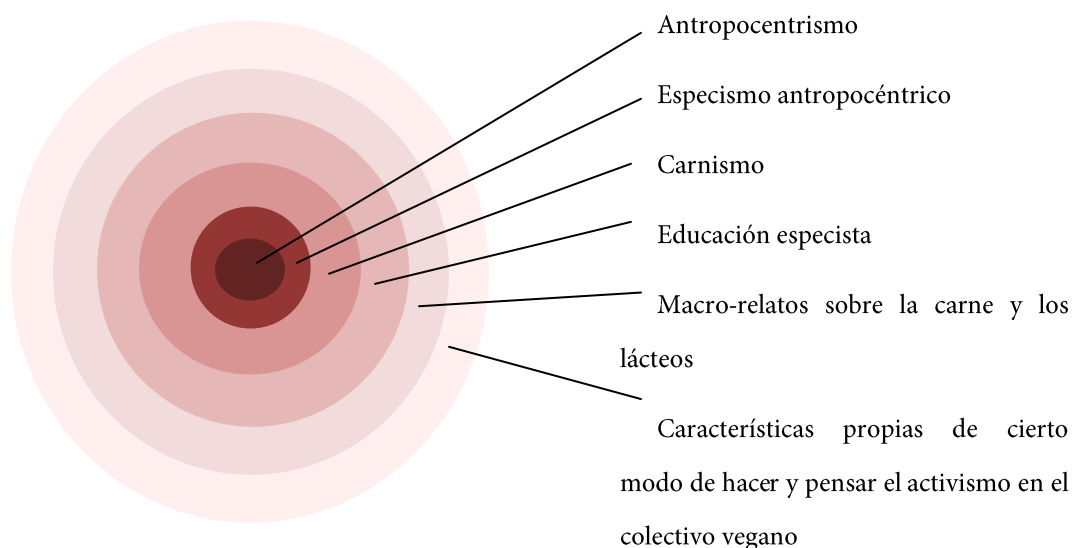 Antropocentrismo
Especismo antropocéntrico
Carnismo
Educación especista
Macro-relatos sobre la carne y los
lácteos
Características propias de cierto
modo de hacer y pensar el activismo en el
colectivo vegano